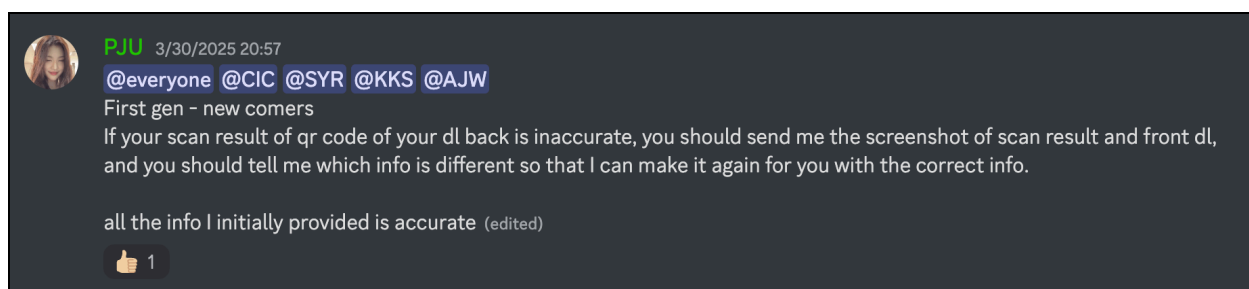 PJU 3/30/2025 20:57
@everyone @CIC @SYR @KKS @AJW
First gen - new comers
If your scan result of qr code of your dl back is inaccurate, you should send me the screenshot of scan result and front dl,
and you should tell me which info is different so that I can make it again for you with the correct info.
all the info I initially provided is accurate (edited)
1